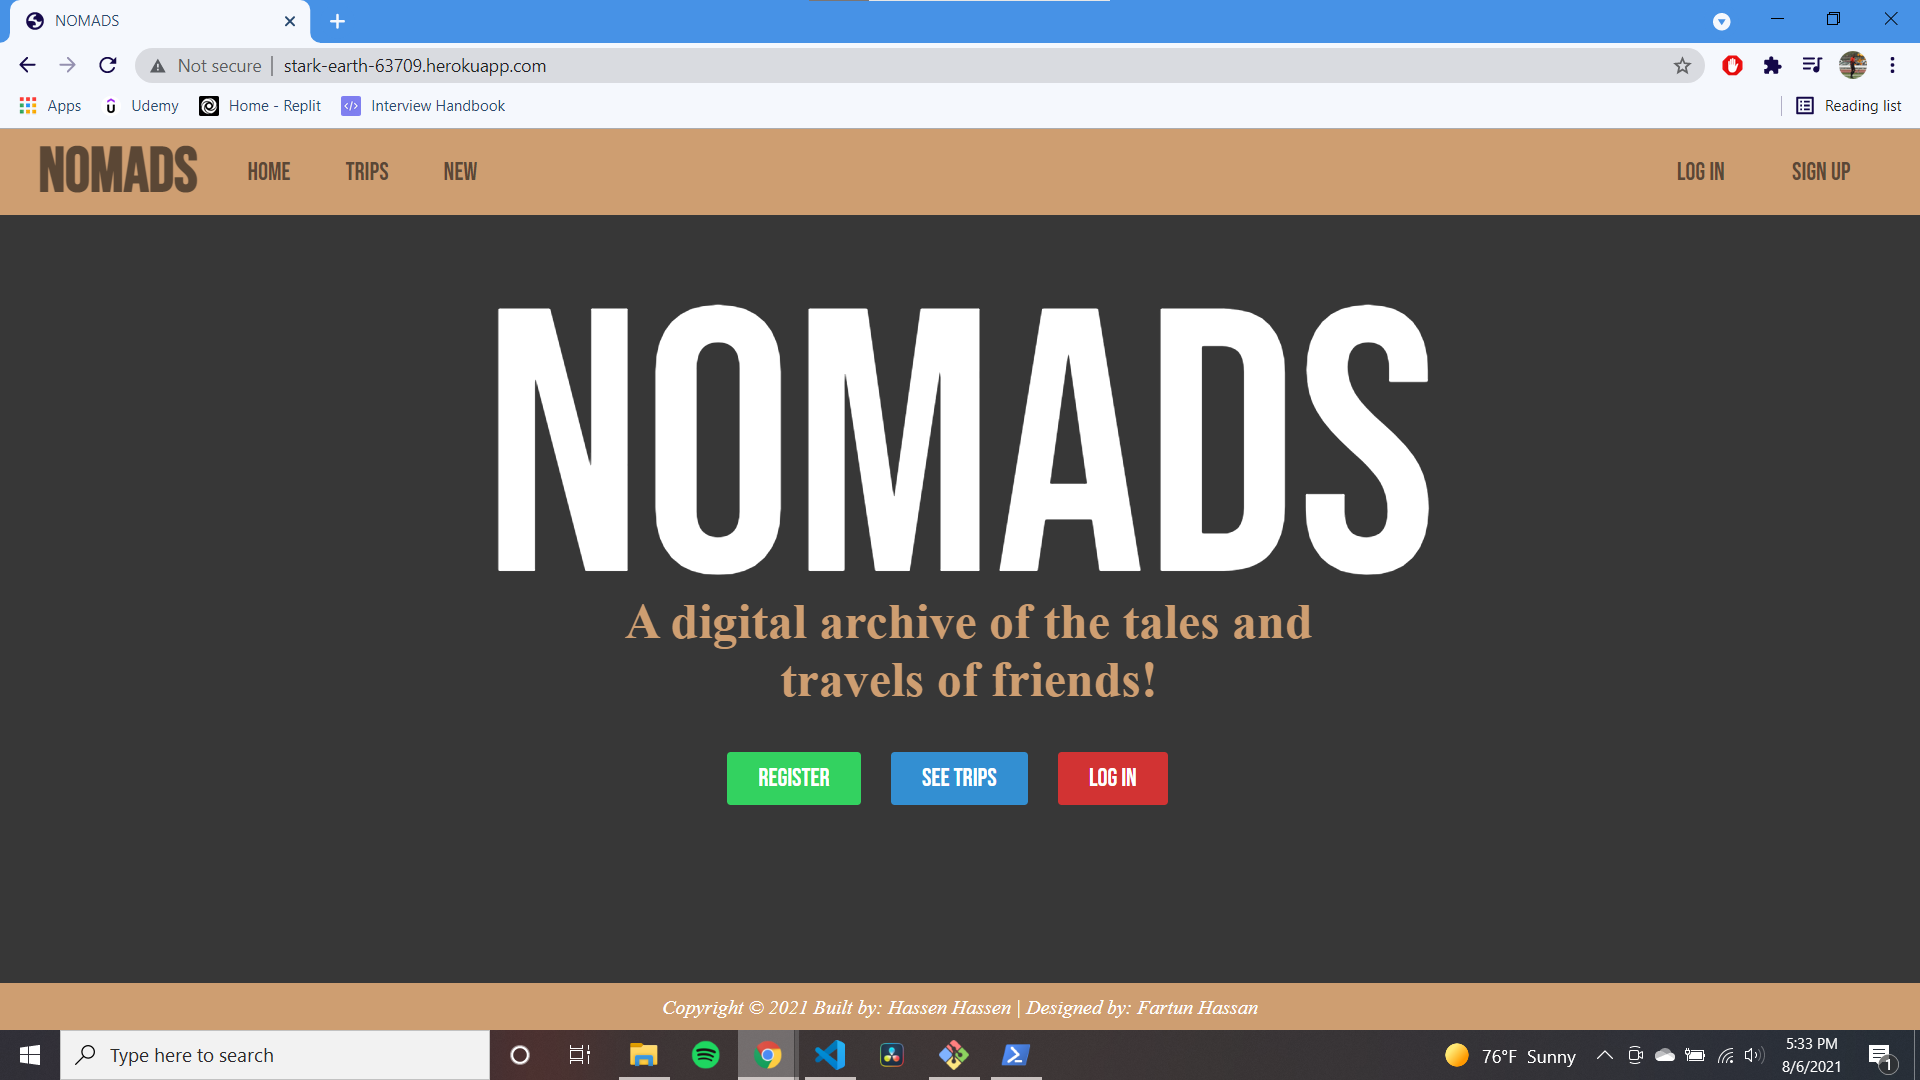 NOMADS
Not secure | stark-earth-63709.herokuapp.com
Apps Udemy Home - Replit Interview Handbook Reading list
NOMADS HOME TRIPS NEW LOG IN SIGN UP
NOMADS
A digital archive of the tales and
travels of friends!
REGISTER SEE TRIPS LOG IN
Copyright © 2021 Built by: Hassen Hassen | Designed by: Fartun Hassan
Type here to search 76°F Sunny 5:33 PM
8/6/2021 1